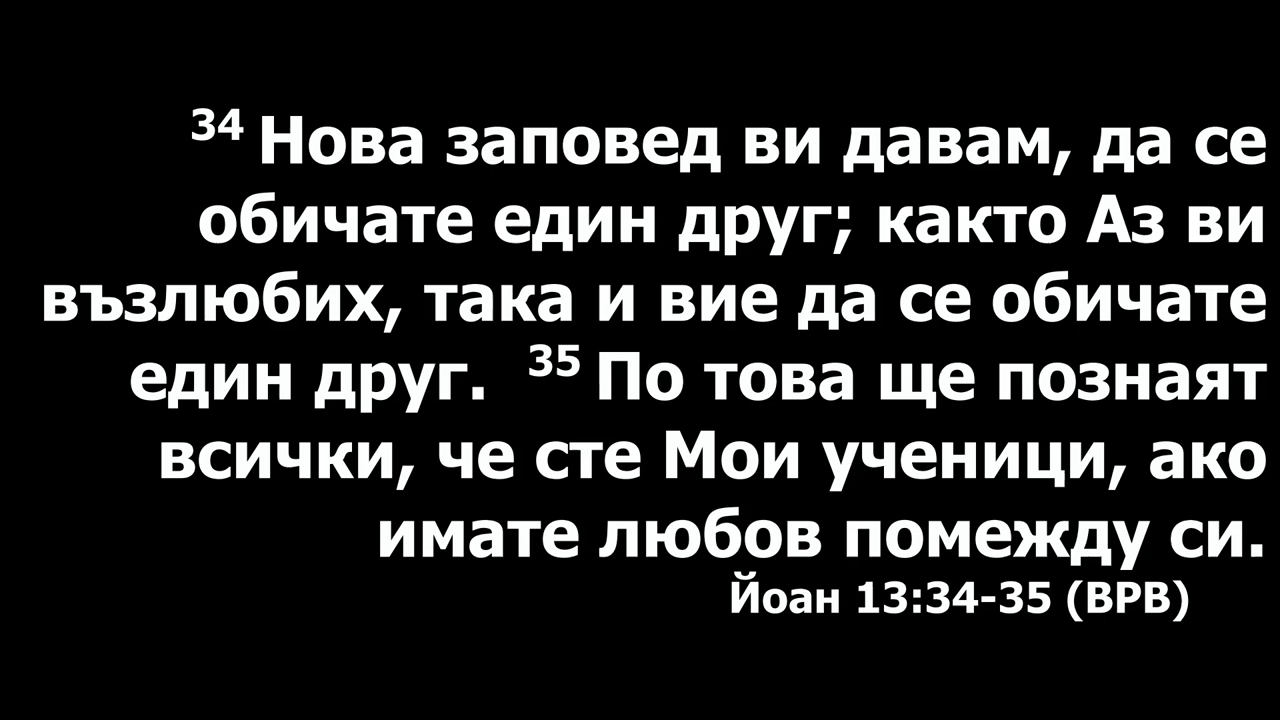 34 Нова заповед ви давам, да се
обичате един друг; както Аз ви
възлюбих, така и вие да се обичате
един друг. 35 По това ще познаят
всички, че сте Мои ученици, ако
имате любов помежду си.
Йоан 13:34-35 (ВРВ)